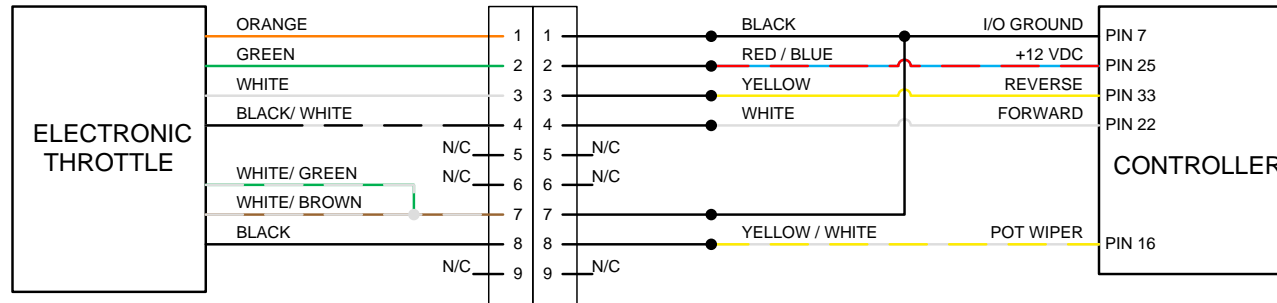 ORANGE 1 1 BLACK I/O GROUND PIN 7
GREEN 2 2 RED / BLUE +12 VDC PIN 25
WHITE 3 3 YELLOW REVERSE PIN 33
BLACK/ WHITE 4 4 WHITE FORWARD PIN 22
ELECTRONIC
THROTTLE
N/C 5 5 N/C
N/C 6 6 N/C
CONTROLLER
WHITE/ GREEN
WHITE/ BROWN 7 7
BLACK 8 8 YELLOW / WHITE POT WIPER PIN 16
N/C 9 9 N/C